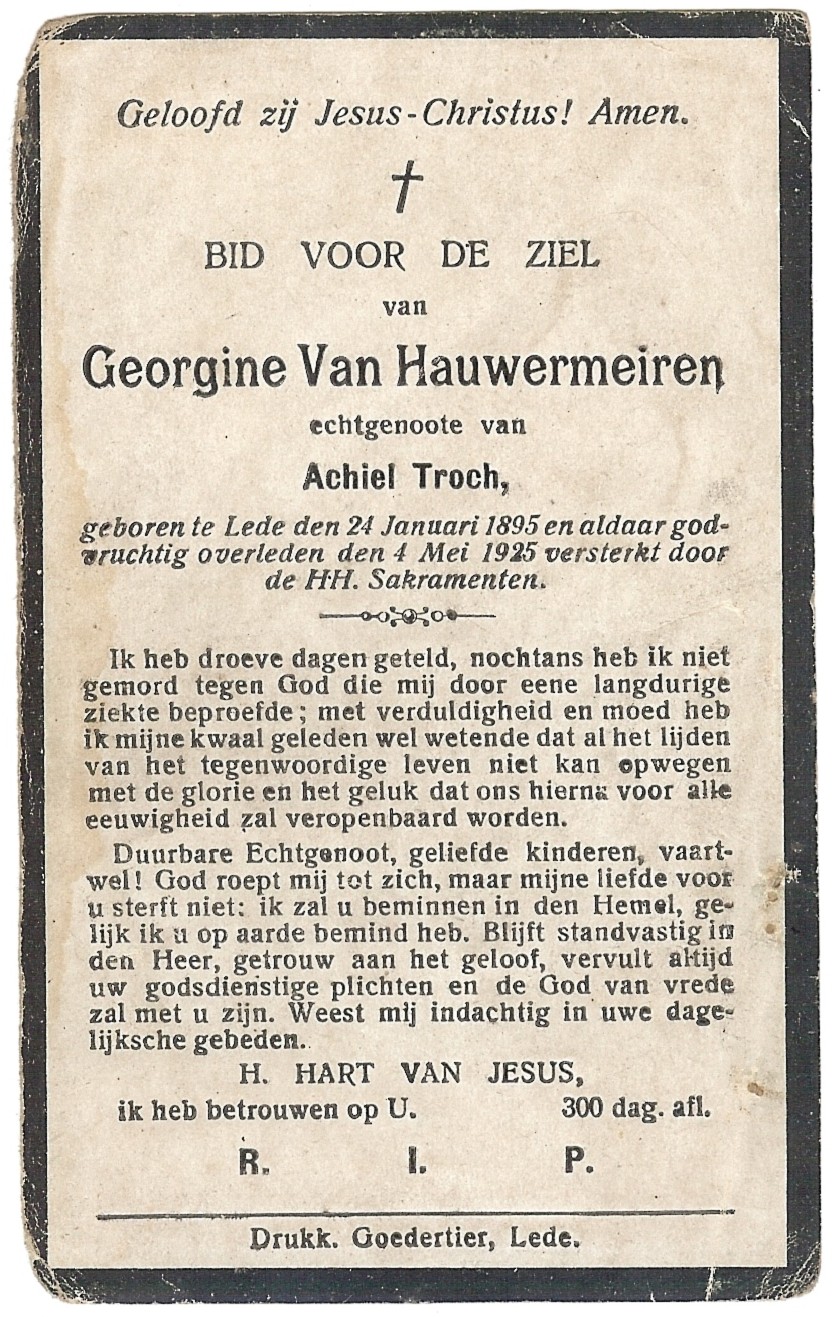 Geloofd zij Jesus-Christus! Amen.
BID VOOR DE ZIEL
van
Georgine Van Hauwermeiren
echtgenoote van
Achiel Troch,
geboren te Lede den 24 Januari 1895 en aldaar god-
vruchtig overleden den 4 Mei 1925 versterkt door
de HH. Sakramenten.
Ik heb droeve dagen geteld, nochtans heb ik niet
gemord tegen God die mij door eene langdurige
ziekte beproefde; met verduldigheid en moed heb
ik mijne kwaal geleden wel wetende dat al het lijden
van het tegenwoordige leven niet kan opwegen
met de glorie en het geluk dat ons hierna voor alle
eeuwigheid zal veropenbaard worden.
Duurbare Echtgenoot, geliefde kinderen, vaart-
wel! God roept mij tot zich, maar mijne liefde voor
u sterft niet: ik zal u beminnen in den Hemel, ge-
lijk ik u op aarde bemind heb. Blijft standvastig in
den Heer, getrouw aan het geloof, vervult altijd
uw godsdienstige plichten en de God van vrede
zal met u zijn. Weest mij indachtig in uwe dage-
lijksche gebeden.
H. HART VAN JESUS,
ik heb betrouwen op U. 300 dag. afl.
R. I. P.
Drukk. Goedertier, Lede.